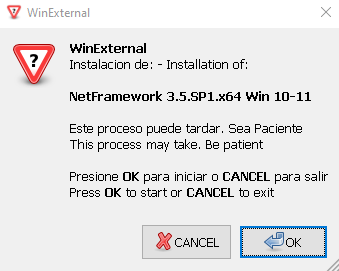 WinExternal
WinExternal
Instalacion de: - Installation of:
NetFramework 3.5.SP1.x64 Win 10-11
Este proceso puede tardar. Sea Paciente
This process may take. Be patient
Presione OK para iniciar o CANCEL para salir
Press OK to start or CANCEL to exit
CANCEL
OK